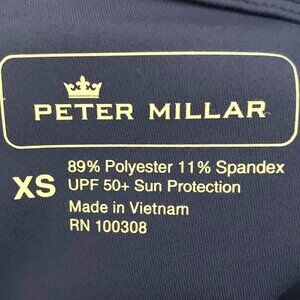 PETER MILLAR
XS
89% Polyester 11% Spandex
UPF 50+ Sun Protection
Made in Vietnam
RN 100308